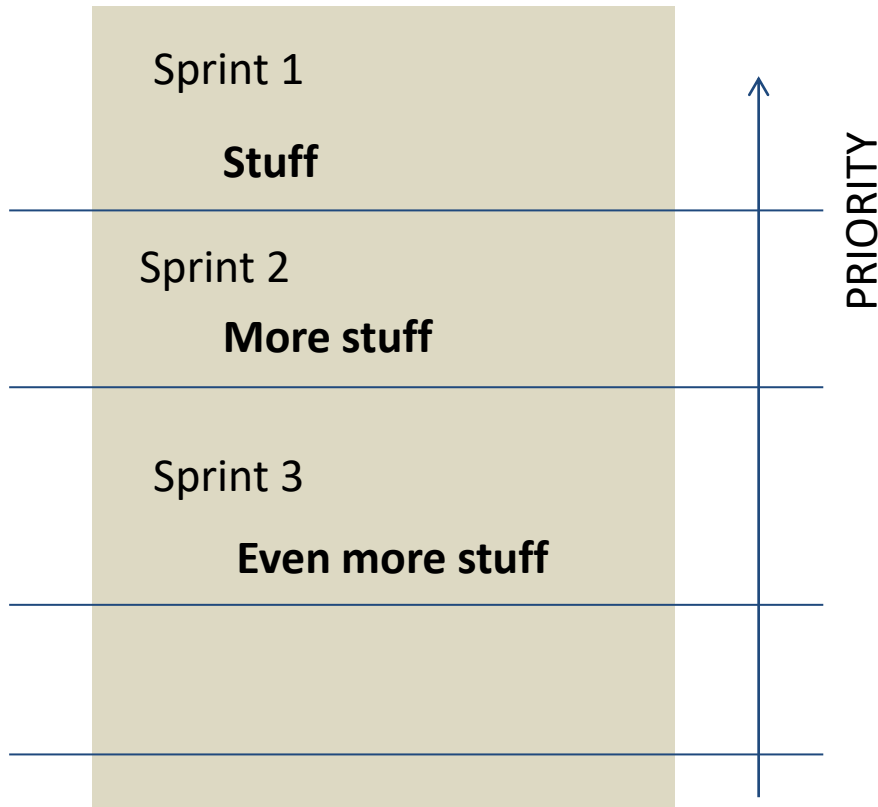 Sprint 1
Stuff
Sprint 2
More stuff
Sprint 3
Even more stuff
PRIORITY